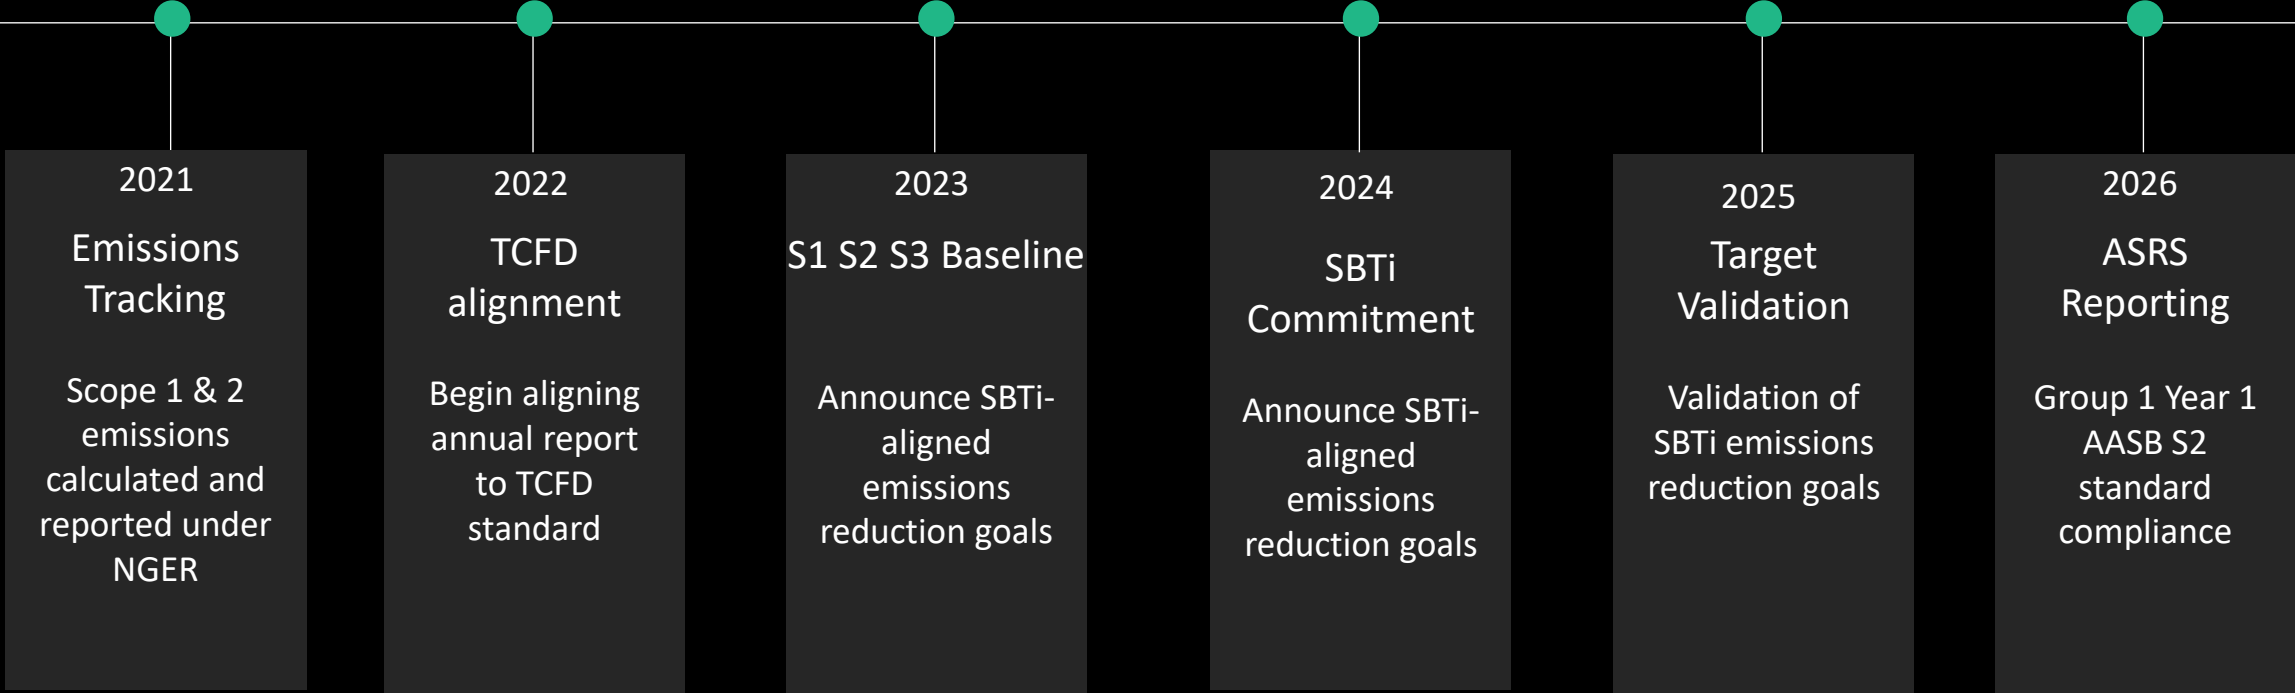 2021
Emissions
Tracking
Scope 1 & 2
emissions
calculated and
reported under
NGER
2022
TCFD
alignment
Begin aligning
annual report
to TCFD
standard
2023
S1 S2 S3 Baseline
Announce SBTi-
aligned
emissions
reduction goals
2024
SBTi
Commitment
Announce SBTi-
aligned
emissions
reduction goals
2025
Target
Validation
Validation of
SBTi emissions
reduction goals
2026
ASRS
Reporting
Group 1 Year 1
AASB S2
standard
compliance